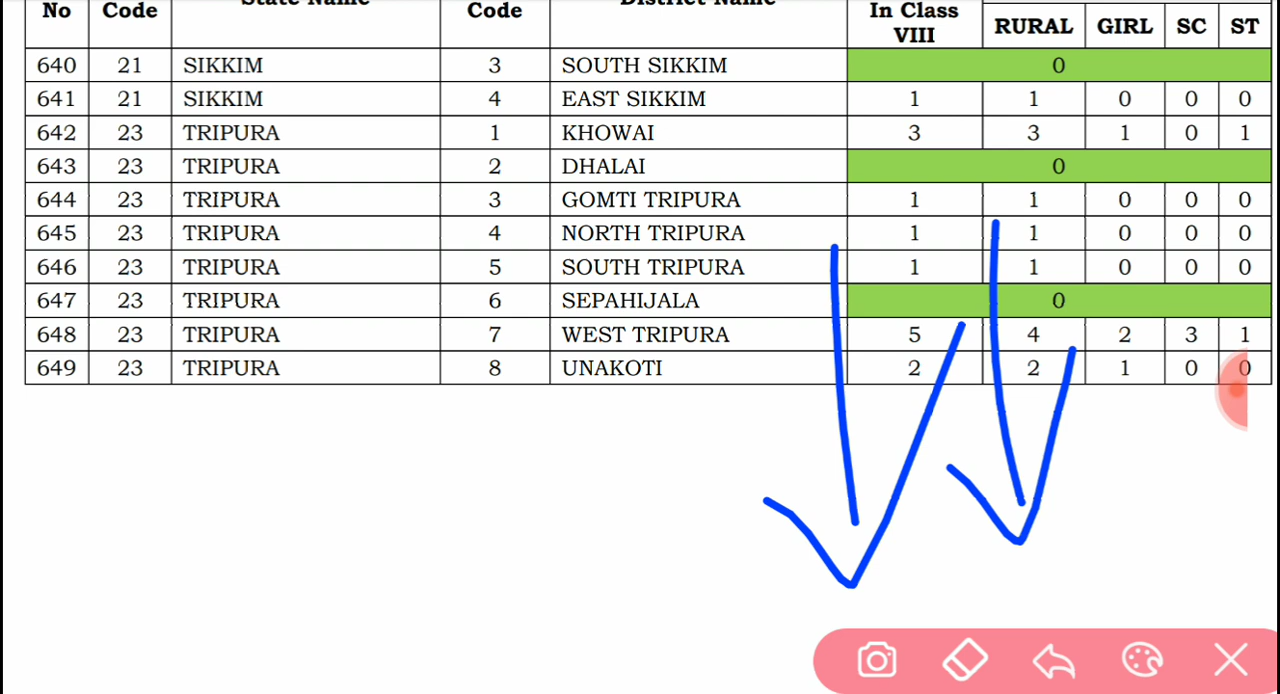 No Code State Name Code District Name In Class VIII RURAL GIRL SC ST
640 21 SIKKIM 3 SOUTH SIKKIM 0
641 21 SIKKIM 4 EAST SIKKIM 1 1 0 0 0
642 23 TRIPURA 1 KHOWAI 3 3 1 0 1
643 23 TRIPURA 2 DHALAI 0
644 23 TRIPURA 3 GOMTI TRIPURA 1 1 0 0 0
645 23 TRIPURA 4 NORTH TRIPURA 1 1 0 0 0
646 23 TRIPURA 5 SOUTH TRIPURA 1 1 0 0 0
647 23 TRIPURA 6 SEPAHIJALA 0
648 23 TRIPURA 7 WEST TRIPURA 5 4 2 3 1
649 23 TRIPURA 8 UNAKOTI 2 2 1 0 0